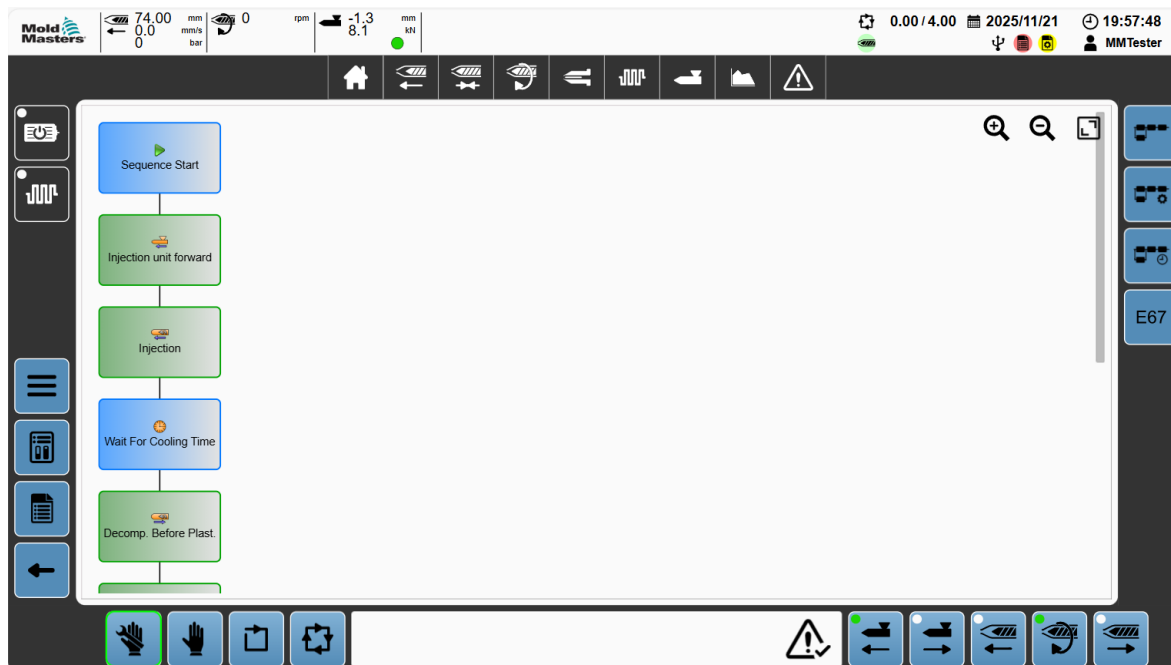 Mold
Masters
74.00 mm
0.0 mm/s
0 bar
0 rpm
-1.3 mm
8.1 kN
0.00 / 4.00
2025/11/21
19:57:48
MMTester
Sequence Start
Injection unit forward
E67
Injection
Wait For Cooling Time
Decomp. Before Plast.